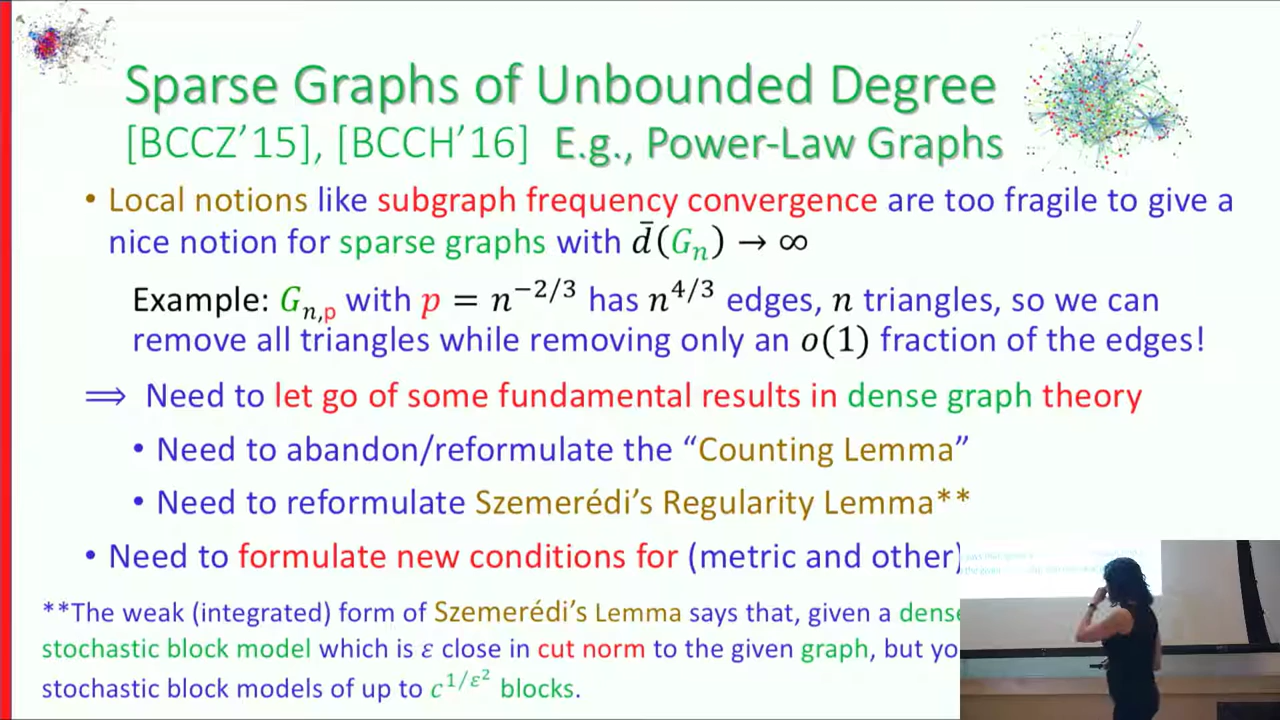 Sparse Graphs of Unbounded Degree
[BCCZ’15], [BCCH’16] E.g., Power-Law Graphs
• Local notions like subgraph frequency convergence are too fragile to give a
nice notion for sparse graphs with d̄(Gₙ) → ∞
Example: Gₙ,ₚ with p = n^{-2/3} has n^{4/3} edges, n triangles, so we can
remove all triangles while removing only an o(1) fraction of the edges!
⟹ Need to let go of some fundamental results in dense graph theory
• Need to abandon/reformulate the “Counting Lemma”
• Need to reformulate Szemerédi’s Regularity Lemma**
• Need to formulate new conditions for (metric and other)
**The weak (integrated) form of Szemerédi’s Lemma says that, given a dense
stochastic block model which is ε close in cut norm to the given graph, but yo
stochastic block models of up to c^{1/ε²} blocks.